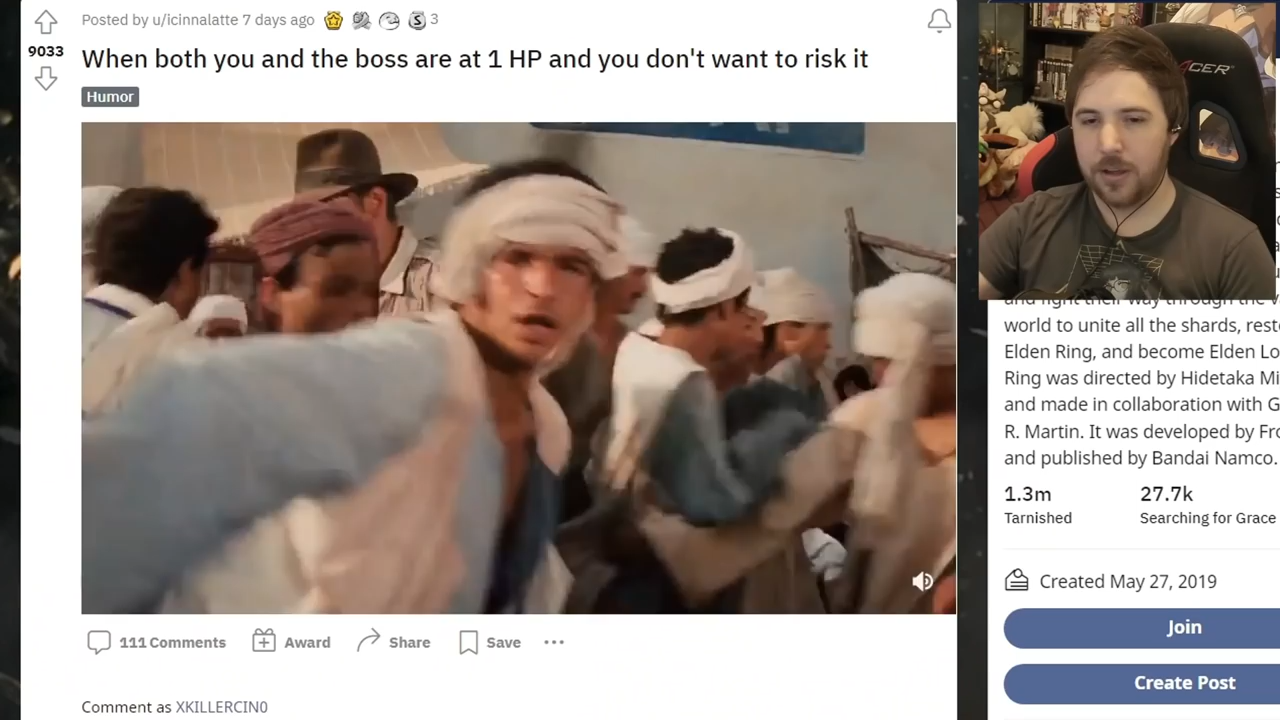 Posted by u/icinnalatte 7 days ago
3
9033
When both you and the boss are at 1 HP and you don't want to risk it
Humor
111 Comments
Award
Share
Save
Comment as XKILLERCIN0
ACER
world to unite all the shards, rest
Elden Ring, and become Elden Lo
Ring was directed by Hidetaka Mi
and made in collaboration with G
R. Martin. It was developed by Fro
and published by Bandai Namco.
1.3m
27.7k
Tarnished
Searching for Grace
Created May 27, 2019
Join
Create Post